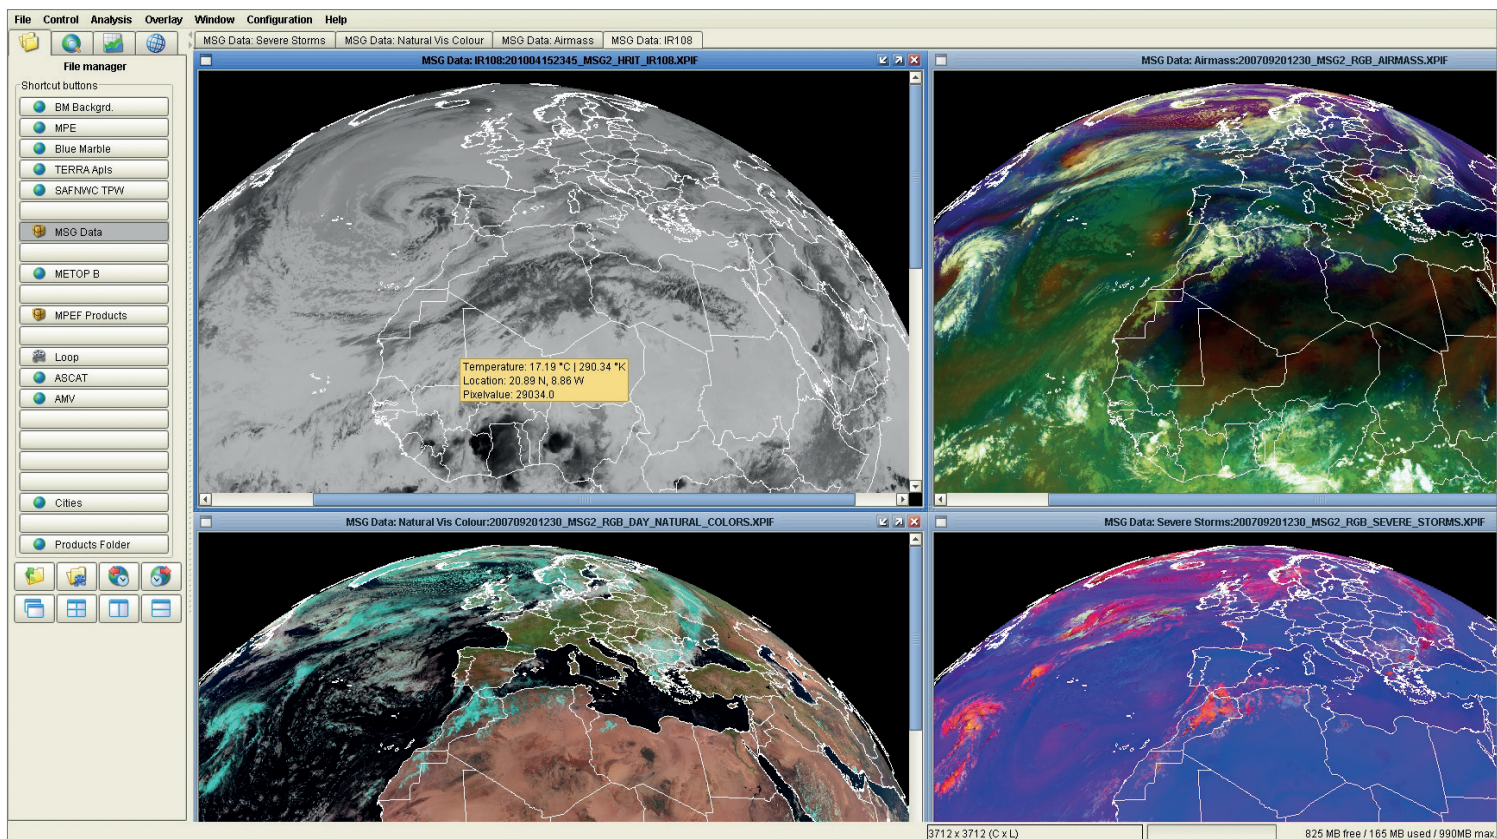 File Control Analysis Overlay Window Configuration Help
MSG Data: Severe Storms MSG Data: Natural Vis Colour MSG Data: Airmass MSG Data: IR108
File manager
Shortcut buttons
BM Backgrd.
MPE
Blue Marble
TERRA Apls
SAFNWC TPW
MSG Data
METOP B
MPEF Products
Loop
ASCAT
AMV
Cities
Products Folder
MSG Data: IR108:201004152345_MSG2_HRIT_IR108.XPIF
Temperature: 17.19 °C | 290.34 °K
Location: 20.89 N, 8.86 W
Pixelvalue: 29034.0
MSG Data: Airmass:200709201230_MSG2_RGB_AIRMASS.XPIF
MSG Data: Natural Vis Colour:200709201230_MSG2_RGB_DAY_NATURAL_COLORS.XPIF
MSG Data: Severe Storms:200709201230_MSG2_RGB_SEVERE_STORMS.XPIF
3712 x 3712 (C x L)
825 MB free / 165 MB used / 990MB max.